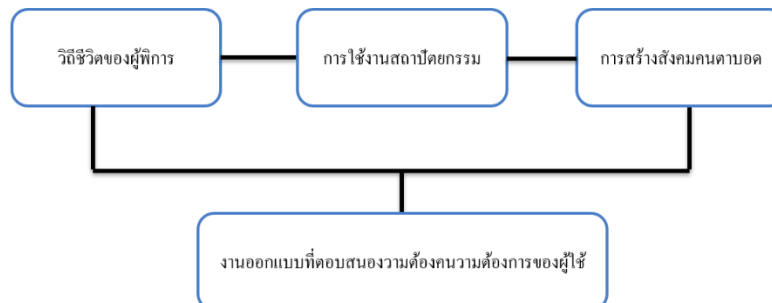 วิถีชีวิตของผู้พิการ
การใช้งานสถาปัตยกรรม
การสร้างสังคมคนตาบอด
งานออกแบบที่ตอบสนองวามต้องคนวามต้องการของผู้ใช้